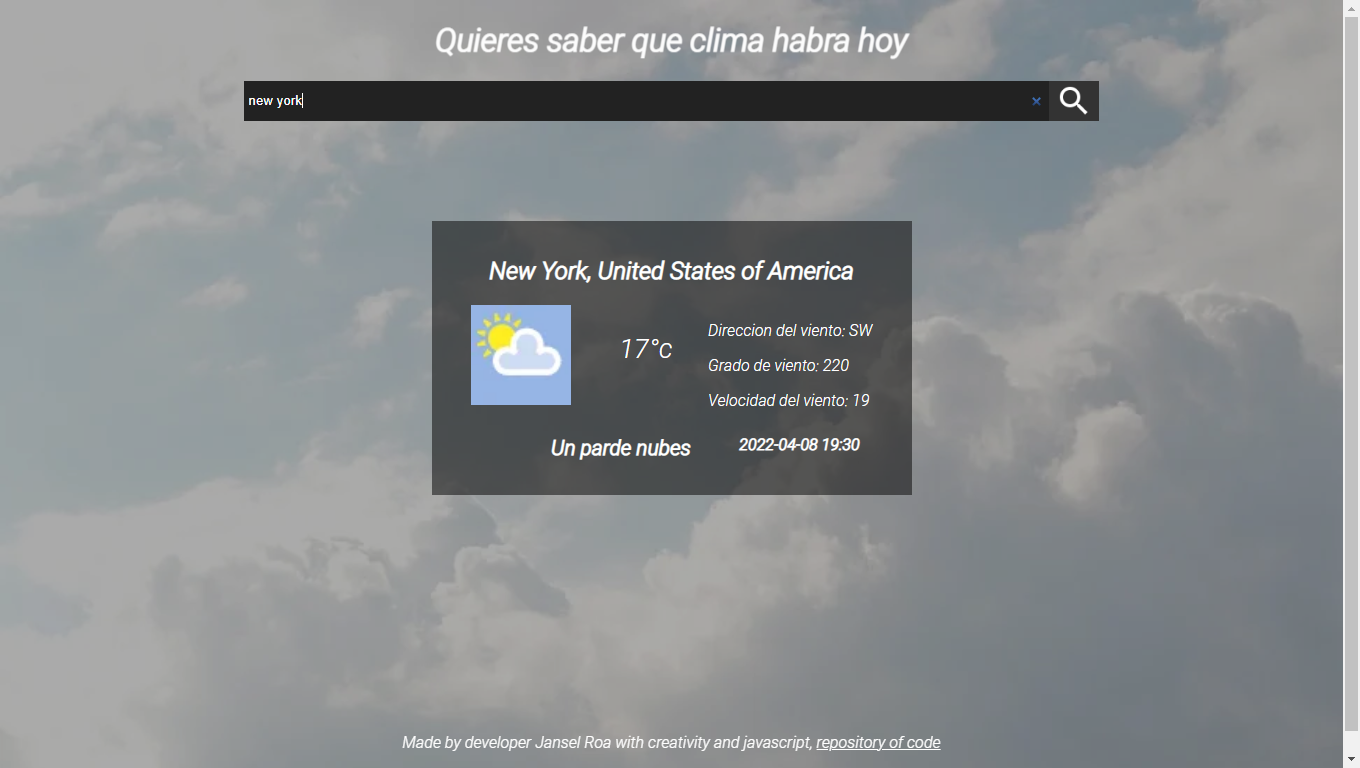 Quieres saber que clima habra hoy
new york
New York, United States of America
17°c
Direccion del viento: SW
Grado de viento: 220
Velocidad del viento: 19
Un parde nubes
2022-04-08 19:30
Made by developer Jansel Roa with creativity and javascript, repository of code